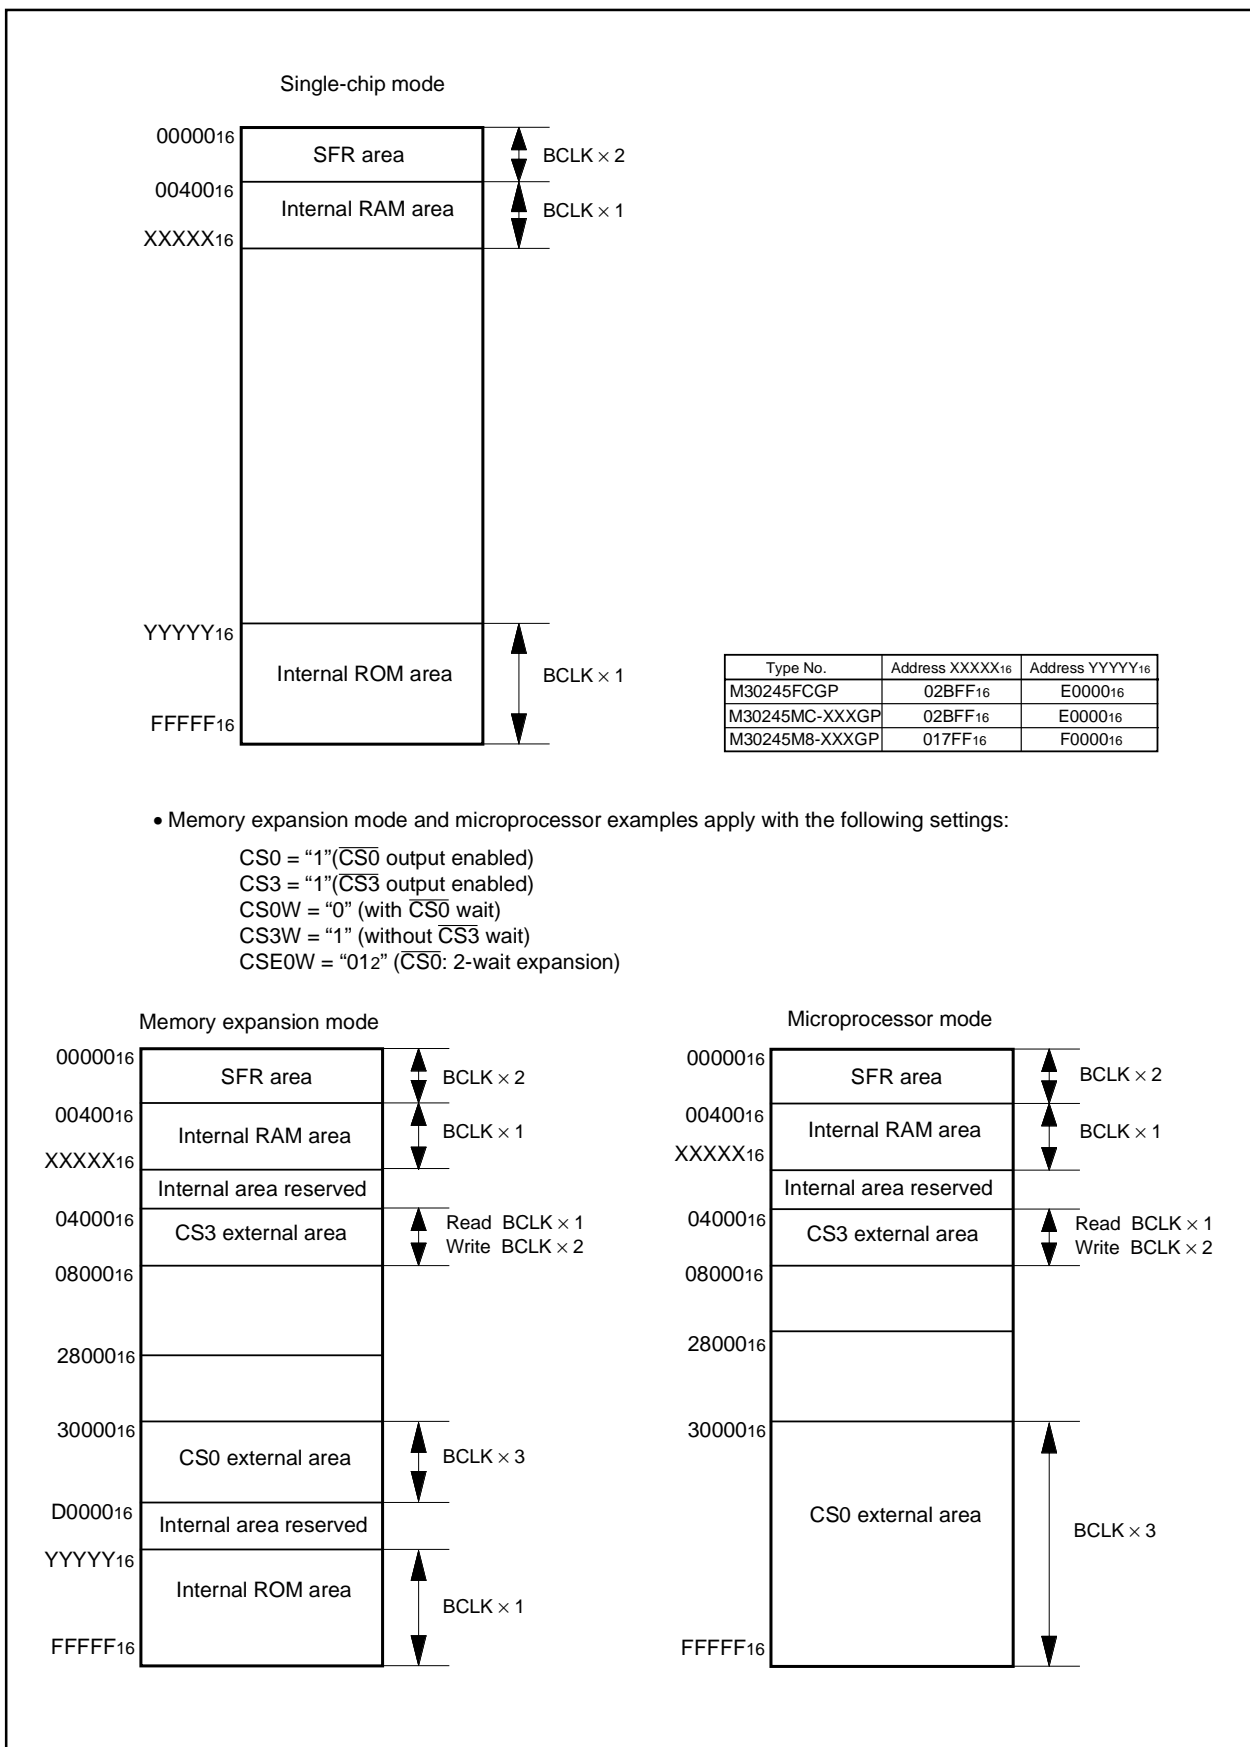 Single-chip mode
0000016
SFR area
BCLK × 2
0040016
Internal RAM area
BCLK × 1
XXXXX16
YYYYY16
Internal ROM area
BCLK × 1
FFFFF16
Type No. Address XXXXX16 Address YYYYY16
M30245FCGP 02BFF16 E000016
M30245MC-XXXGP 02BFF16 E000016
M30245M8-XXXGP 017FF16 F000016
• Memory expansion mode and microprocessor examples apply with the following settings:
CS0 = “1”(CS0 output enabled)
CS3 = “1”(CS3 output enabled)
CS0W = “0” (with CS0 wait)
CS3W = “1” (without CS3 wait)
CSE0W = “012” (CS0: 2-wait expansion)
Memory expansion mode
0000016
SFR area
BCLK × 2
0040016
Internal RAM area
BCLK × 1
XXXXX16
Internal area reserved
0400016
CS3 external area
Read BCLK × 1
Write BCLK × 2
0800016
2800016
3000016
CS0 external area
BCLK × 3
D000016
Internal area reserved
YYYYY16
Internal ROM area
BCLK × 1
FFFFF16
Microprocessor mode
0000016
SFR area
BCLK × 2
0040016
Internal RAM area
BCLK × 1
XXXXX16
Internal area reserved
0400016
CS3 external area
Read BCLK × 1
Write BCLK × 2
0800016
2800016
3000016
CS0 external area
BCLK × 3
FFFFF16